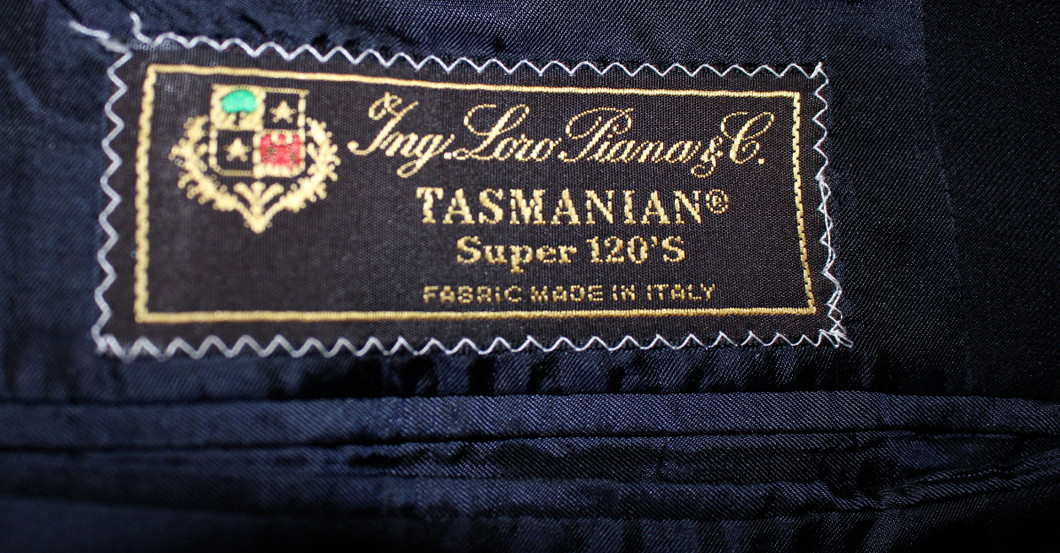 Ing. Loro Piana & C.
TASMANIAN®
Super 120'S
FABRIC MADE IN ITALY